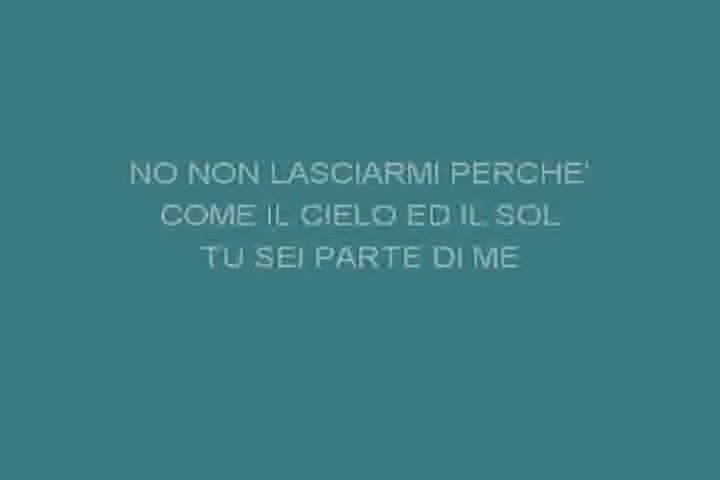 NO NON LASCIARMI PERCHE'
COME IL CIELO ED IL SOL
TU SEI PARTE DI ME